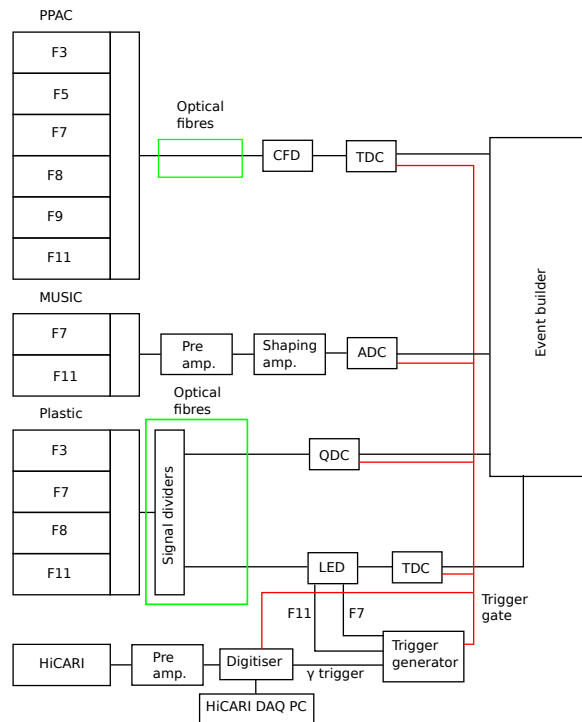 PPAC
F3
F5
F7
F8
F9
F11
Optical
fibres
CFD
TDC
Event builder
MUSIC
F7
F11
Pre
amp.
Shaping
amp.
ADC
Plastic
F3
F7
F8
F11
Optical
fibres
Signal dividers
QDC
LED
TDC
F11
F7
Trigger
gate
HiCARI
Pre
amp.
Digitiser
γ trigger
Trigger
generator
HiCARI DAQ PC